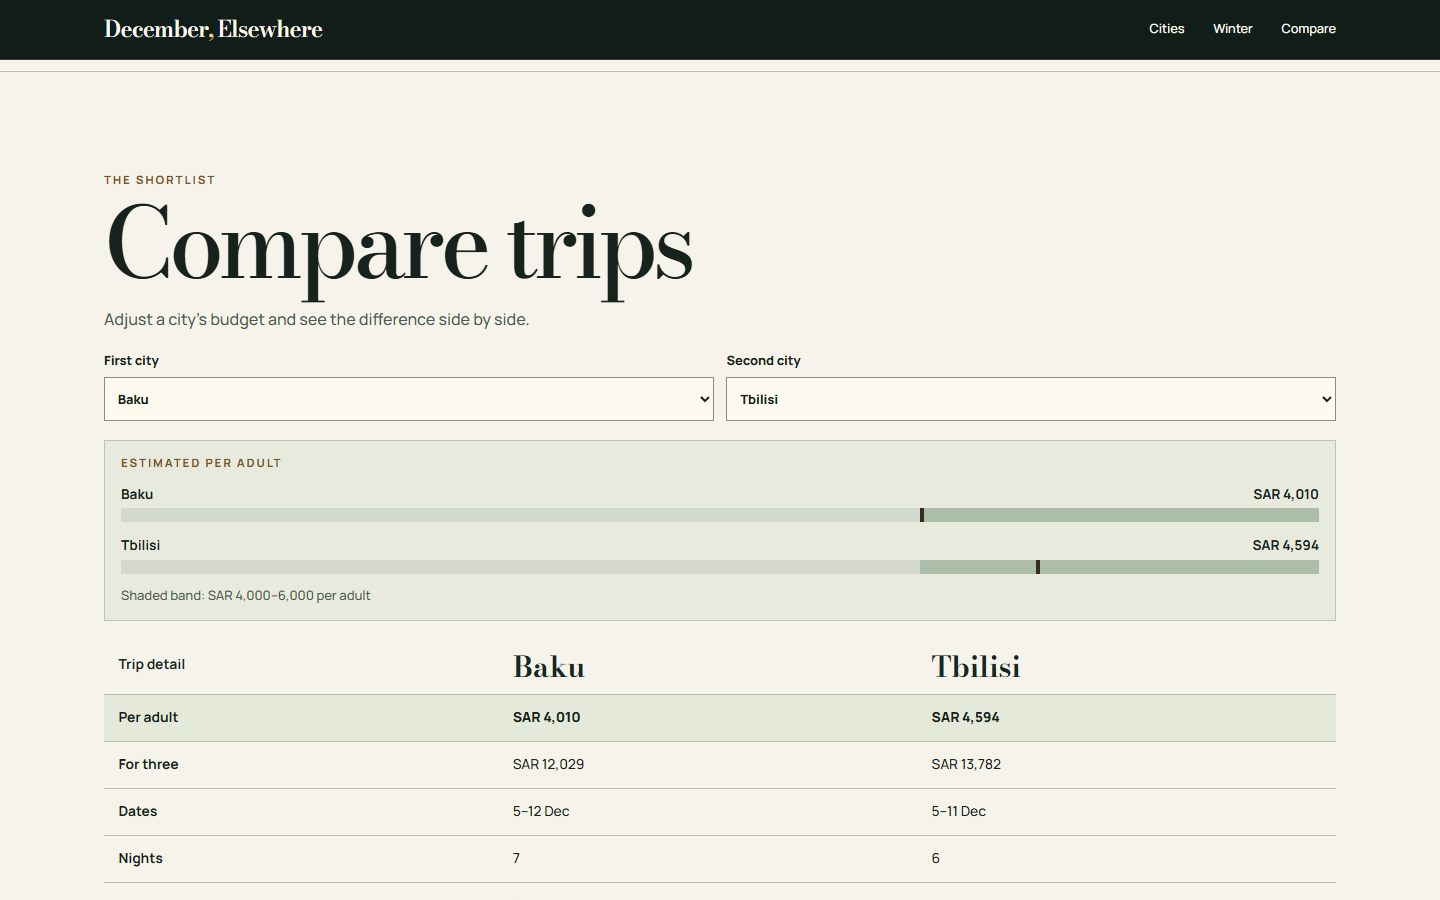 December, Elsewhere
Cities Winter Compare
THE SHORTLIST
Compare trips
Adjust a city's budget and see the difference side by side.
First city Second city
Baku Tbilisi
ESTIMATED PER ADULT
Baku SAR 4,010
Tbilisi SAR 4,594
Shaded band: SAR 4,000–6,000 per adult
Trip detail Baku Tbilisi
Per adult SAR 4,010 SAR 4,594
For three SAR 12,029 SAR 13,782
Dates 5–12 Dec 5–11 Dec
Nights 7 6